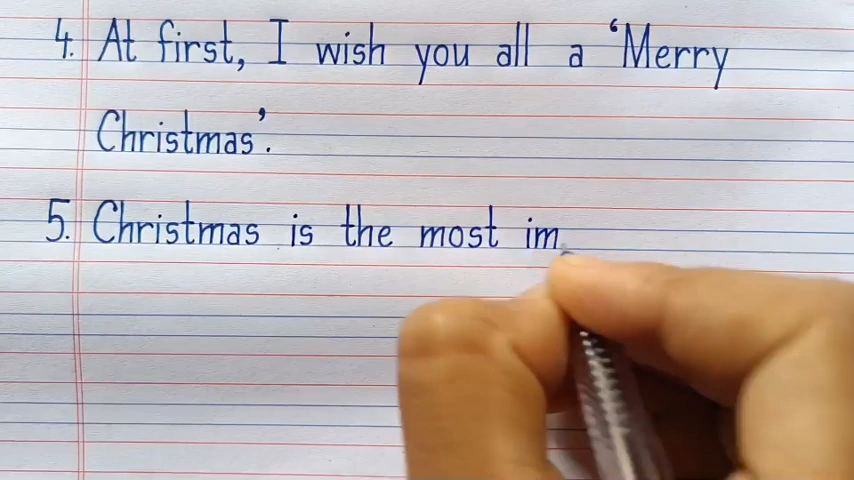 4. At first, I wish you all a ‘Merry
Christmas’.
5. Christmas is the most im